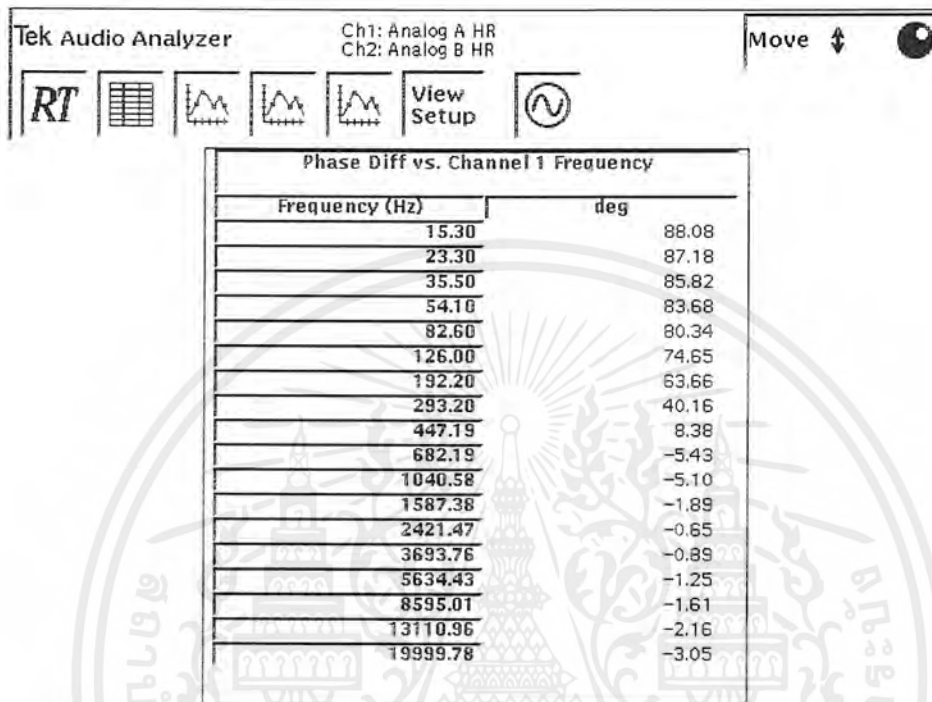 Tek Audio Analyzer
Ch1: Analog A HR
Ch2: Analog B HR
Move
RT
View
Setup
Phase Diff vs. Channel 1 Frequency
Frequency (Hz) deg
15.30 88.08
23.30 87.18
35.50 85.82
54.10 83.68
82.60 80.34
126.00 74.65
192.20 63.66
293.20 40.16
447.19 8.38
682.19 -5.43
1040.58 -5.10
1587.38 -1.89
2421.47 -0.65
3693.76 -0.89
5634.43 -1.25
8595.01 -1.61
13110.96 -2.16
19999.78 -3.05